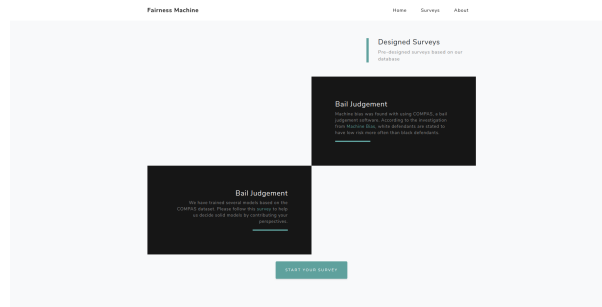 Fairness Machine
Home Surveys About
Designed Surveys
Pre-designed surveys based on our
database
Bail Judgement
Machine bias was found with using COMPAS, a bail
judgement software. According to the investigation
from Machine Bias, white defendants are stated to
have low risk more often than black defendants.
Bail Judgement
We have trained several models based on the
COMPAS dataset. Please follow this survey to help
us decide valid models by contributing your
perspectives.
START YOUR SURVEY